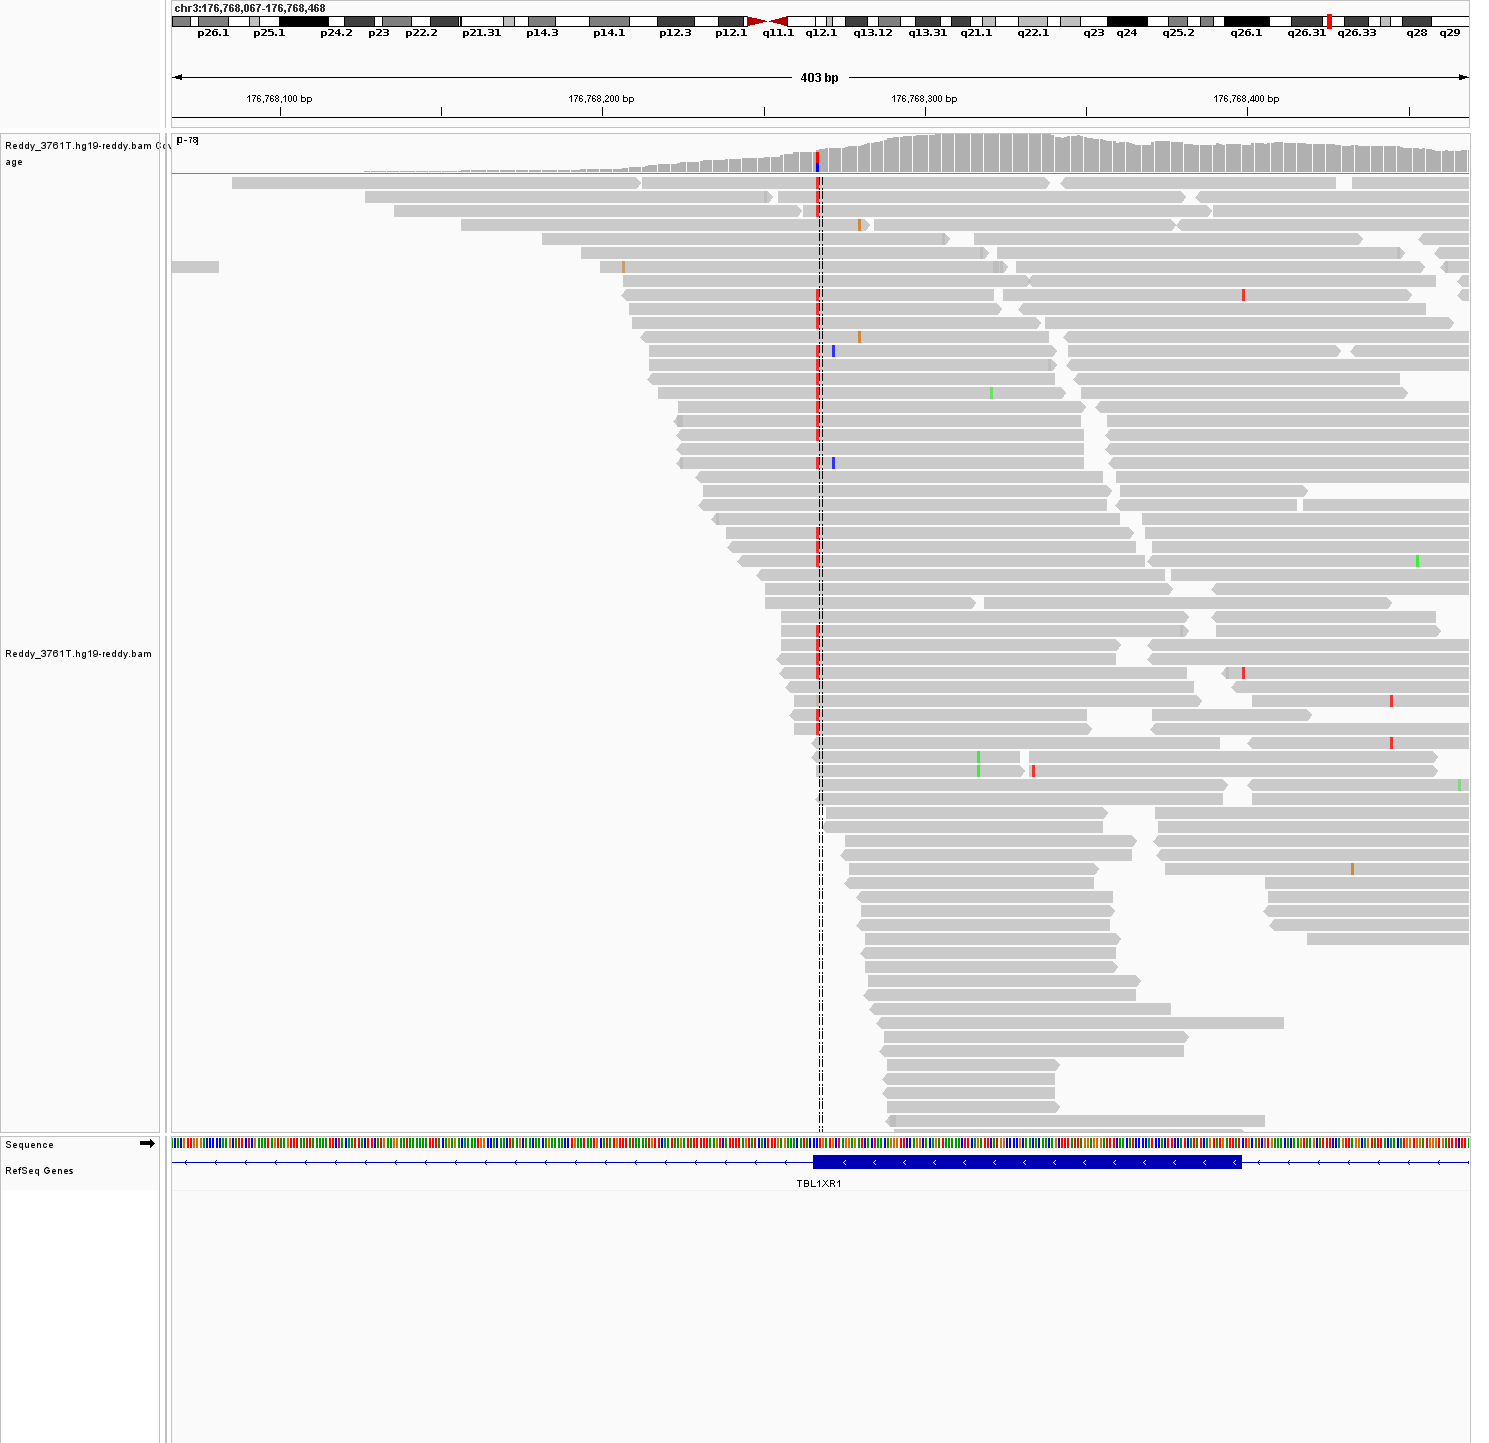 chr3:176,768,067-176,768,468
p26.1 p25.1 p24.2 p23 p22.2 p21.31 p14.3 p14.1 p12.3 p12.1 q11.1 q12.1 q13.12 q13.31 q21.1 q22.1 q23 q24 q25.2 q26.1 q26.31 q26.33 q28 q29
403 bp
176,768,100 bp 176,768,200 bp 176,768,300 bp 176,768,400 bp
[0-78]
Reddy_3761T.hg19-reddy.bam Cov
age
Reddy_3761T.hg19-reddy.bam
Sequence
RefSeq Genes
TBL1XR1